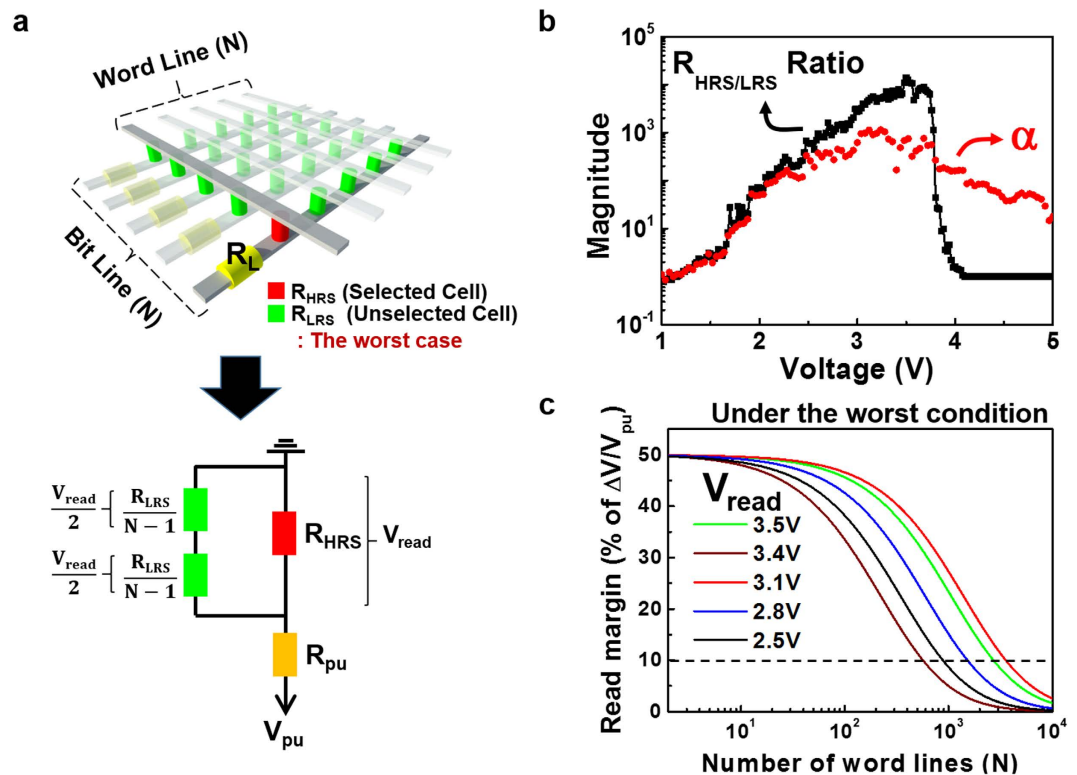 a
Word Line (N)
Bit Line (N)
R_L
R_HRS (Selected Cell)
R_LRS (Unselected Cell)
: The worst case
V_read
2
R_LRS
N − 1
V_read
2
R_LRS
N − 1
R_HRS
V_read
R_pu
V_pu
b
R_HRS/LRS Ratio
α
Magnitude
10^5
10^3
10^1
10^-1
1
2
3
4
5
Voltage (V)
c
Under the worst condition
Read margin (% of ΔV/V_pu)
50
40
30
20
10
0
V_read
3.5V
3.4V
3.1V
2.8V
2.5V
10^1
10^2
10^3
10^4
Number of word lines (N)